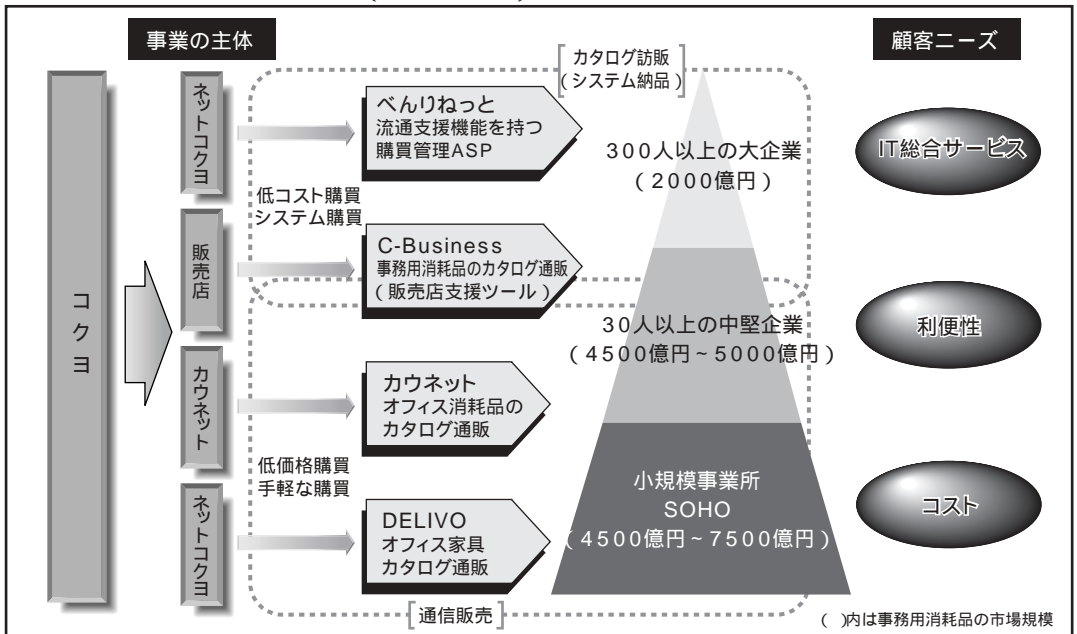 事業の主体
顧客ニーズ
コクヨ
ネットコクヨ
販売店
カウネット
ネットコクヨ
カタログ訪販
(システム納品)
べんりねっと
流通支援機能を持つ
購買管理ASP
低コスト購買
システム購買
C-Business
事務用消耗品のカタログ通販
(販売店支援ツール)
カウネット
オフィス消耗品の
カタログ通販
低価格購買
手軽な購買
DELIVO
オフィス家具
カタログ通販
通信販売
300人以上の大企業
(2000億円)
30人以上の中堅企業
(4500億円~5000億円)
小規模事業所
SOHO
(4500億円~7500億円)
IT総合サービス
利便性
コスト
( )内は事務用消耗品の市場規模